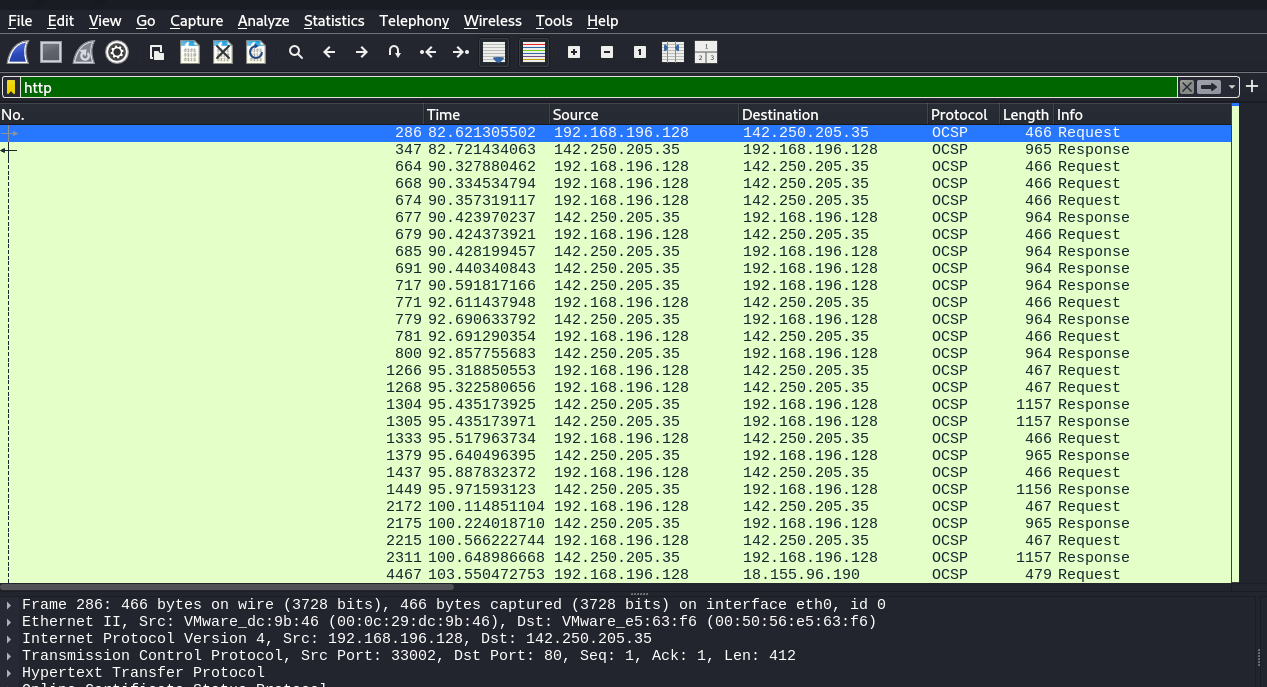 File Edit View Go Capture Analyze Statistics Telephony Wireless Tools Help
http
No. Time Source Destination Protocol Length Info
286 82.621305502 192.168.196.128 142.250.205.35 OCSP 466 Request
347 82.721434063 142.250.205.35 192.168.196.128 OCSP 965 Response
664 90.327880462 192.168.196.128 142.250.205.35 OCSP 466 Request
668 90.334534794 192.168.196.128 142.250.205.35 OCSP 466 Request
674 90.357319117 192.168.196.128 142.250.205.35 OCSP 466 Request
677 90.423970237 142.250.205.35 192.168.196.128 OCSP 964 Response
679 90.424373921 192.168.196.128 142.250.205.35 OCSP 466 Request
685 90.428199457 142.250.205.35 192.168.196.128 OCSP 964 Response
691 90.440340843 142.250.205.35 192.168.196.128 OCSP 964 Response
717 90.591817166 142.250.205.35 192.168.196.128 OCSP 964 Response
771 92.611437948 192.168.196.128 142.250.205.35 OCSP 466 Request
779 92.690633792 142.250.205.35 192.168.196.128 OCSP 964 Response
781 92.691290354 192.168.196.128 142.250.205.35 OCSP 466 Request
800 92.857755683 142.250.205.35 192.168.196.128 OCSP 964 Response
1266 95.318850553 192.168.196.128 142.250.205.35 OCSP 467 Request
1268 95.322580656 192.168.196.128 142.250.205.35 OCSP 467 Request
1304 95.435173925 142.250.205.35 192.168.196.128 OCSP 1157 Response
1305 95.435173971 142.250.205.35 192.168.196.128 OCSP 1157 Response
1333 95.517963734 192.168.196.128 142.250.205.35 OCSP 466 Request
1379 95.640496395 142.250.205.35 192.168.196.128 OCSP 965 Response
1437 95.887832372 192.168.196.128 142.250.205.35 OCSP 466 Request
1449 95.971593123 142.250.205.35 192.168.196.128 OCSP 1156 Response
2172 100.114851104 192.168.196.128 142.250.205.35 OCSP 467 Request
2175 100.224018710 142.250.205.35 192.168.196.128 OCSP 965 Response
2215 100.566222744 192.168.196.128 142.250.205.35 OCSP 467 Request
2311 100.648986668 142.250.205.35 192.168.196.128 OCSP 1157 Response
4467 103.550472753 192.168.196.128 18.155.96.190 OCSP 479 Request
Frame 286: 466 bytes on wire (3728 bits), 466 bytes captured (3728 bits) on interface eth0, id 0
Ethernet II, Src: VMware_dc:9b:46 (00:0c:29:dc:9b:46), Dst: VMware_e5:63:f6 (00:50:56:e5:63:f6)
Internet Protocol Version 4, Src: 192.168.196.128, Dst: 142.250.205.35
Transmission Control Protocol, Src Port: 33002, Dst Port: 80, Seq: 1, Ack: 1, Len: 412
Hypertext Transfer Protocol
Online Certificate Status Protocol